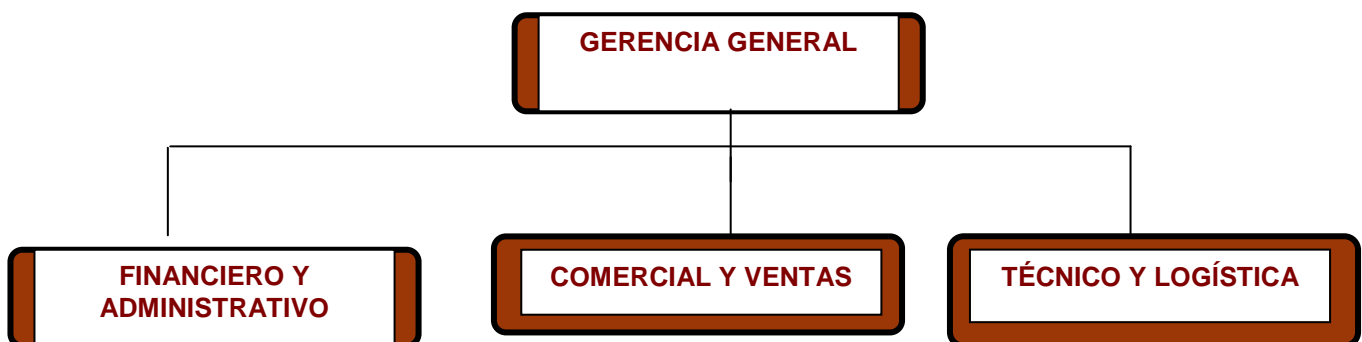 GERENCIA GENERAL
FINANCIERO Y
ADMINISTRATIVO
COMERCIAL Y VENTAS
TÉCNICO Y LOGÍSTICA